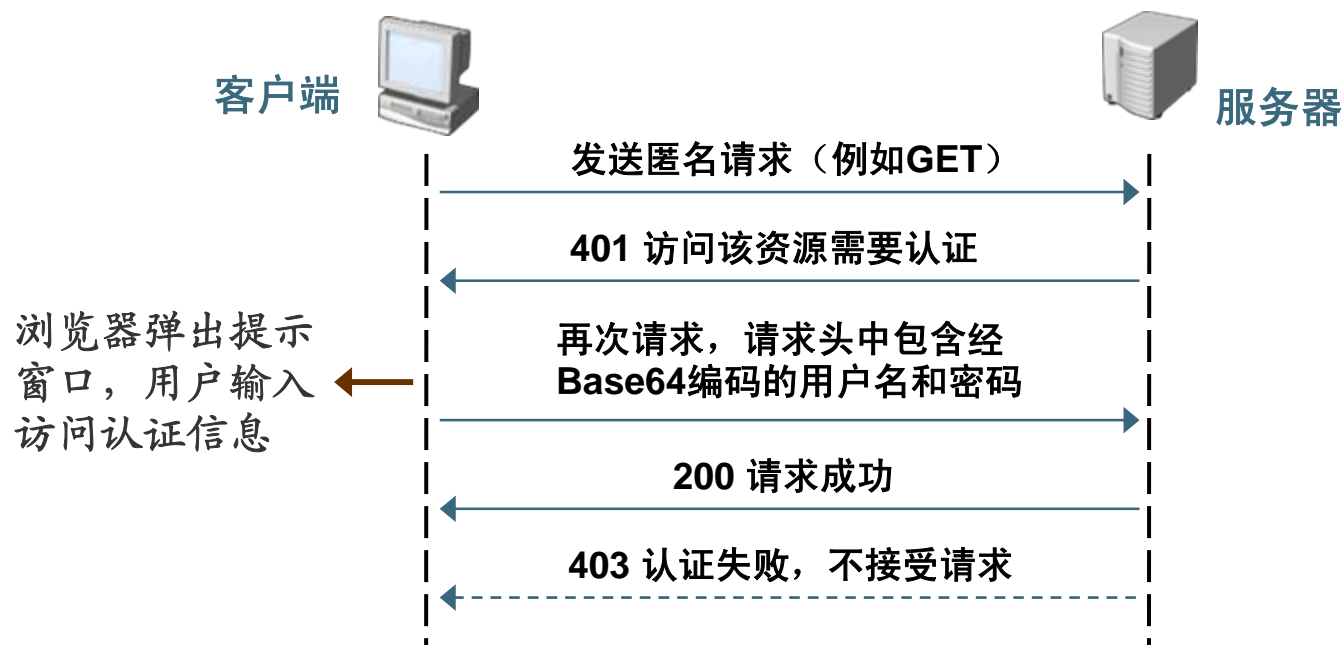 客户端
服务器
发送匿名请求（例如GET）
401 访问该资源需要认证
浏览器弹出提示
窗口，用户输入
访问认证信息
再次请求，请求头中包含经
Base64编码的用户名和密码
200 请求成功
403 认证失败，不接受请求